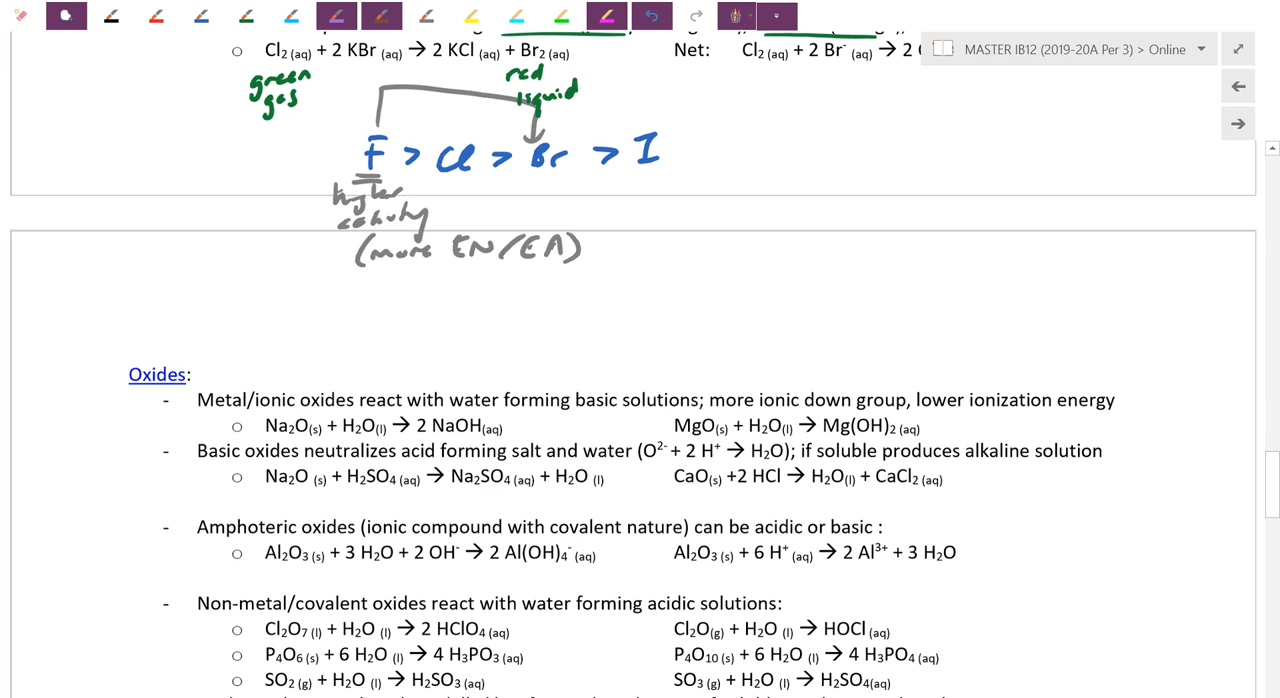 MASTER IB12 (2019-20A Per 3) > Online
o Cl₂ (aq) + 2 KBr (aq) → 2 KCl (aq) + Br₂ (aq) Net: Cl₂ (aq) + 2 Br⁻ (aq) → 2
green gas
red liquid
F > Cl > Br > I
higher
(more EN/EA)
Oxides:
- Metal/ionic oxides react with water forming basic solutions; more ionic down group, lower ionization energy
o Na₂O(s) + H₂O(l) → 2 NaOH(aq) MgO(s) + H₂O(l) → Mg(OH)₂ (aq)
- Basic oxides neutralizes acid forming salt and water (O²⁻ + 2 H⁺ → H₂O); if soluble produces alkaline solution
o Na₂O (s) + H₂SO₄ (aq) → Na₂SO₄ (aq) + H₂O (l) CaO(s) +2 HCl → H₂O(l) + CaCl₂ (aq)
- Amphoteric oxides (ionic compound with covalent nature) can be acidic or basic :
o Al₂O₃ (s) + 3 H₂O + 2 OH⁻ → 2 Al(OH)₄⁻ (aq) Al₂O₃ (s) + 6 H⁺ (aq) → 2 Al³⁺ + 3 H₂O
- Non-metal/covalent oxides react with water forming acidic solutions:
o Cl₂O₇ (l) + H₂O (l) → 2 HClO₄ (aq) Cl₂O(g) + H₂O (l) → HOCl (aq)
o P₄O₆ (s) + 6 H₂O (l) → 4 H₃PO₃ (aq) P₄O₁₀ (s) + 6 H₂O (l) → 4 H₃PO₄ (aq)
o SO₂ (g) + H₂O (l) → H₂SO₃ (aq) SO₃ (g) + H₂O (l) → H₂SO₄(aq)